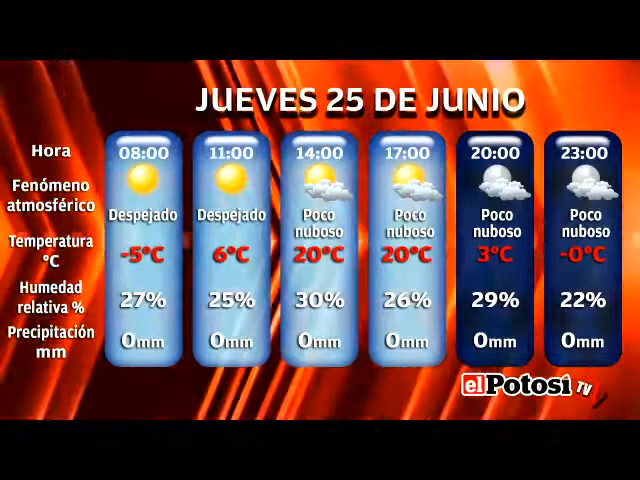 JUEVES 25 DE JUNIO
Hora 08:00 11:00 14:00 17:00 20:00 23:00
Fenómeno
atmosférico
Despejado Despejado Poco nuboso Poco nuboso Poco nuboso Poco nuboso
Temperatura
°C
-5°C 6°C 20°C 20°C 3°C -0°C
Humedad
relativa %
27% 25% 30% 26% 29% 22%
Precipitación
mm
0mm 0mm 0mm 0mm 0mm 0mm
elPotosí TV